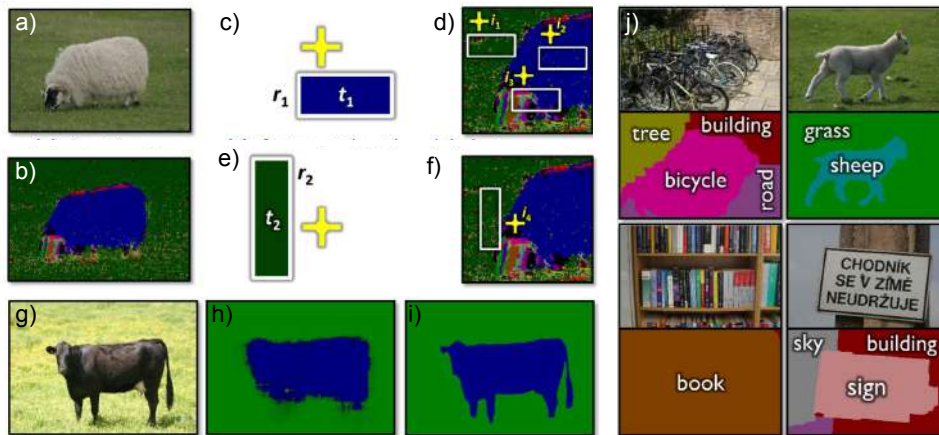 a)
c)
r1
t1
d)
i1
i2
i3
b)
e)
r2
t2
f)
i4
g)
h)
i)
j)
tree
building
bicycle
road
grass
sheep
book
CHODNÍK
SE V ZIMĚ
NEUDRŽUJE
sky
building
sign